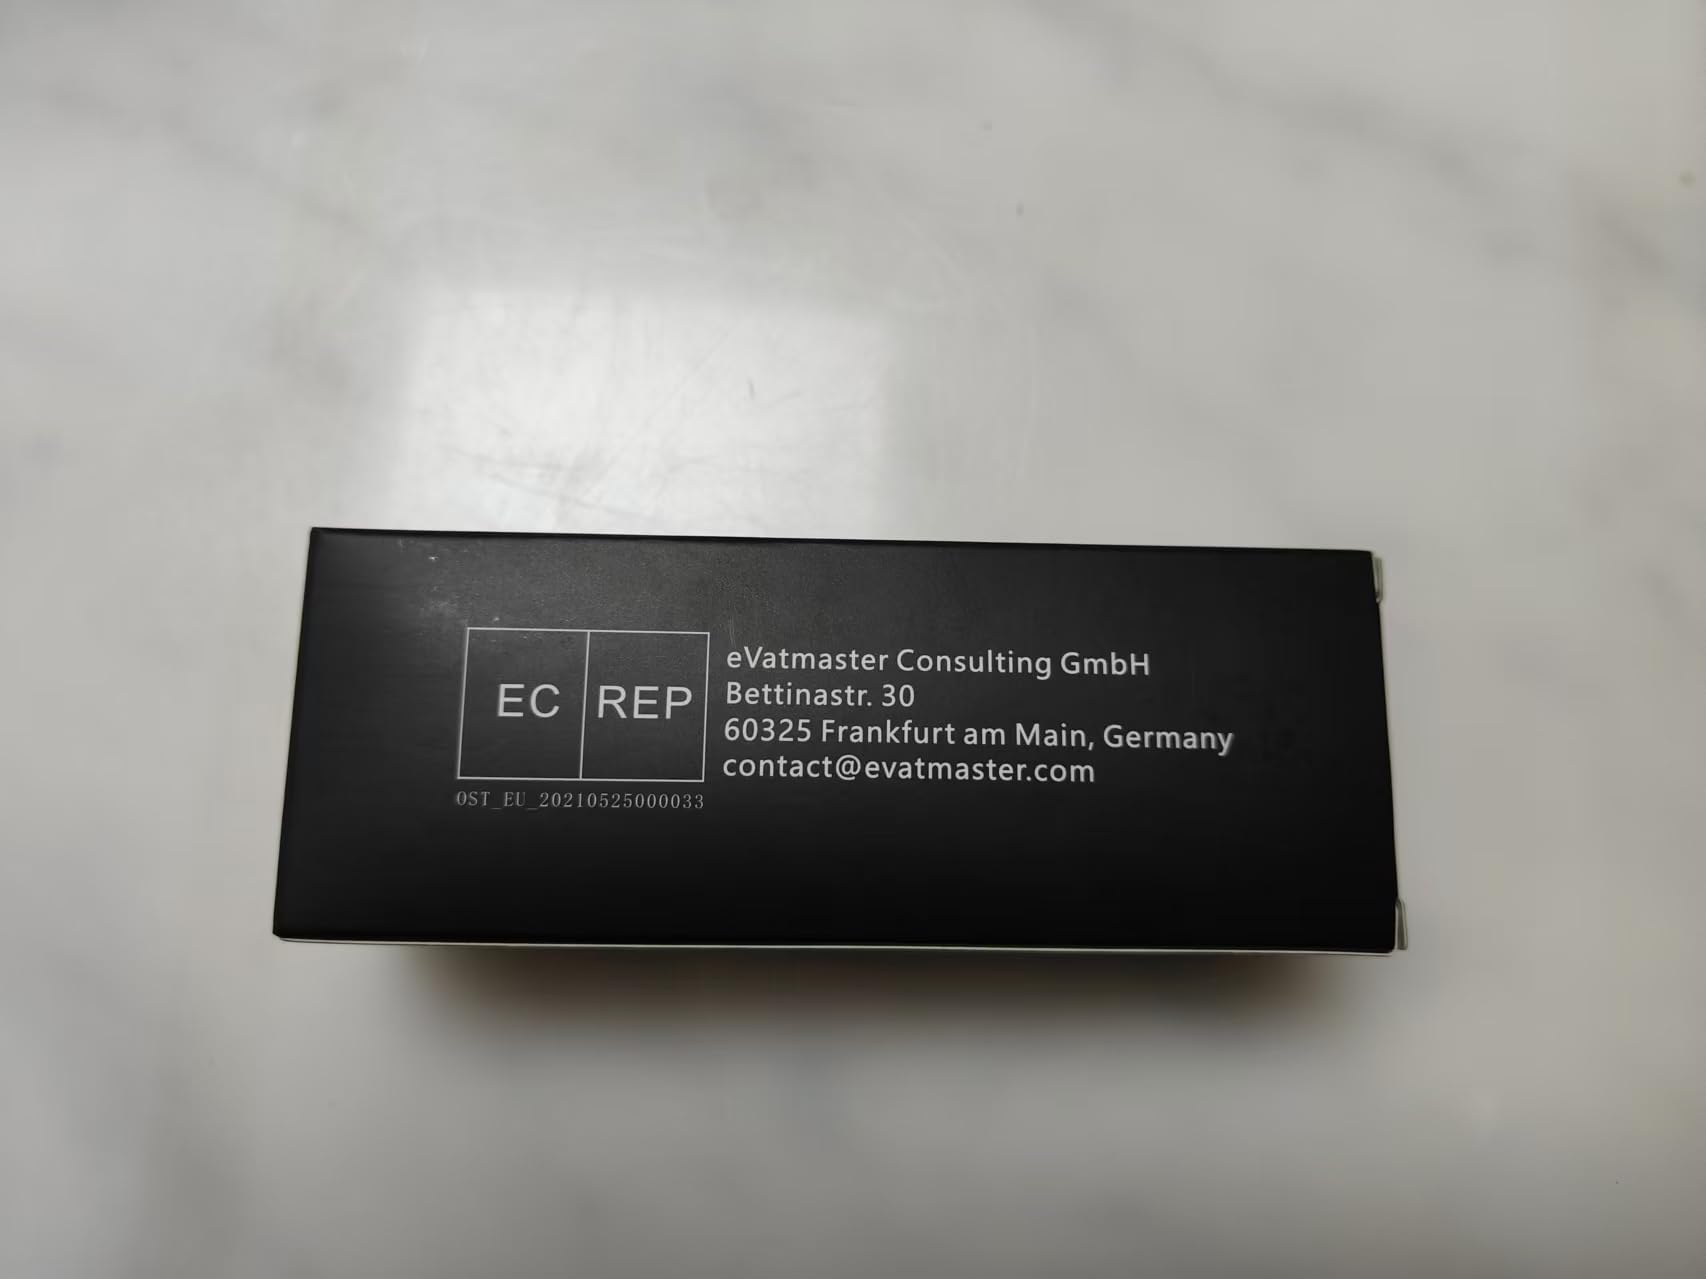 EC REP
OST_EU_20210525000033
eVatmaster Consulting GmbH
Bettinastr. 30
60325 Frankfurt am Main, Germany
contact@evatmaster.com